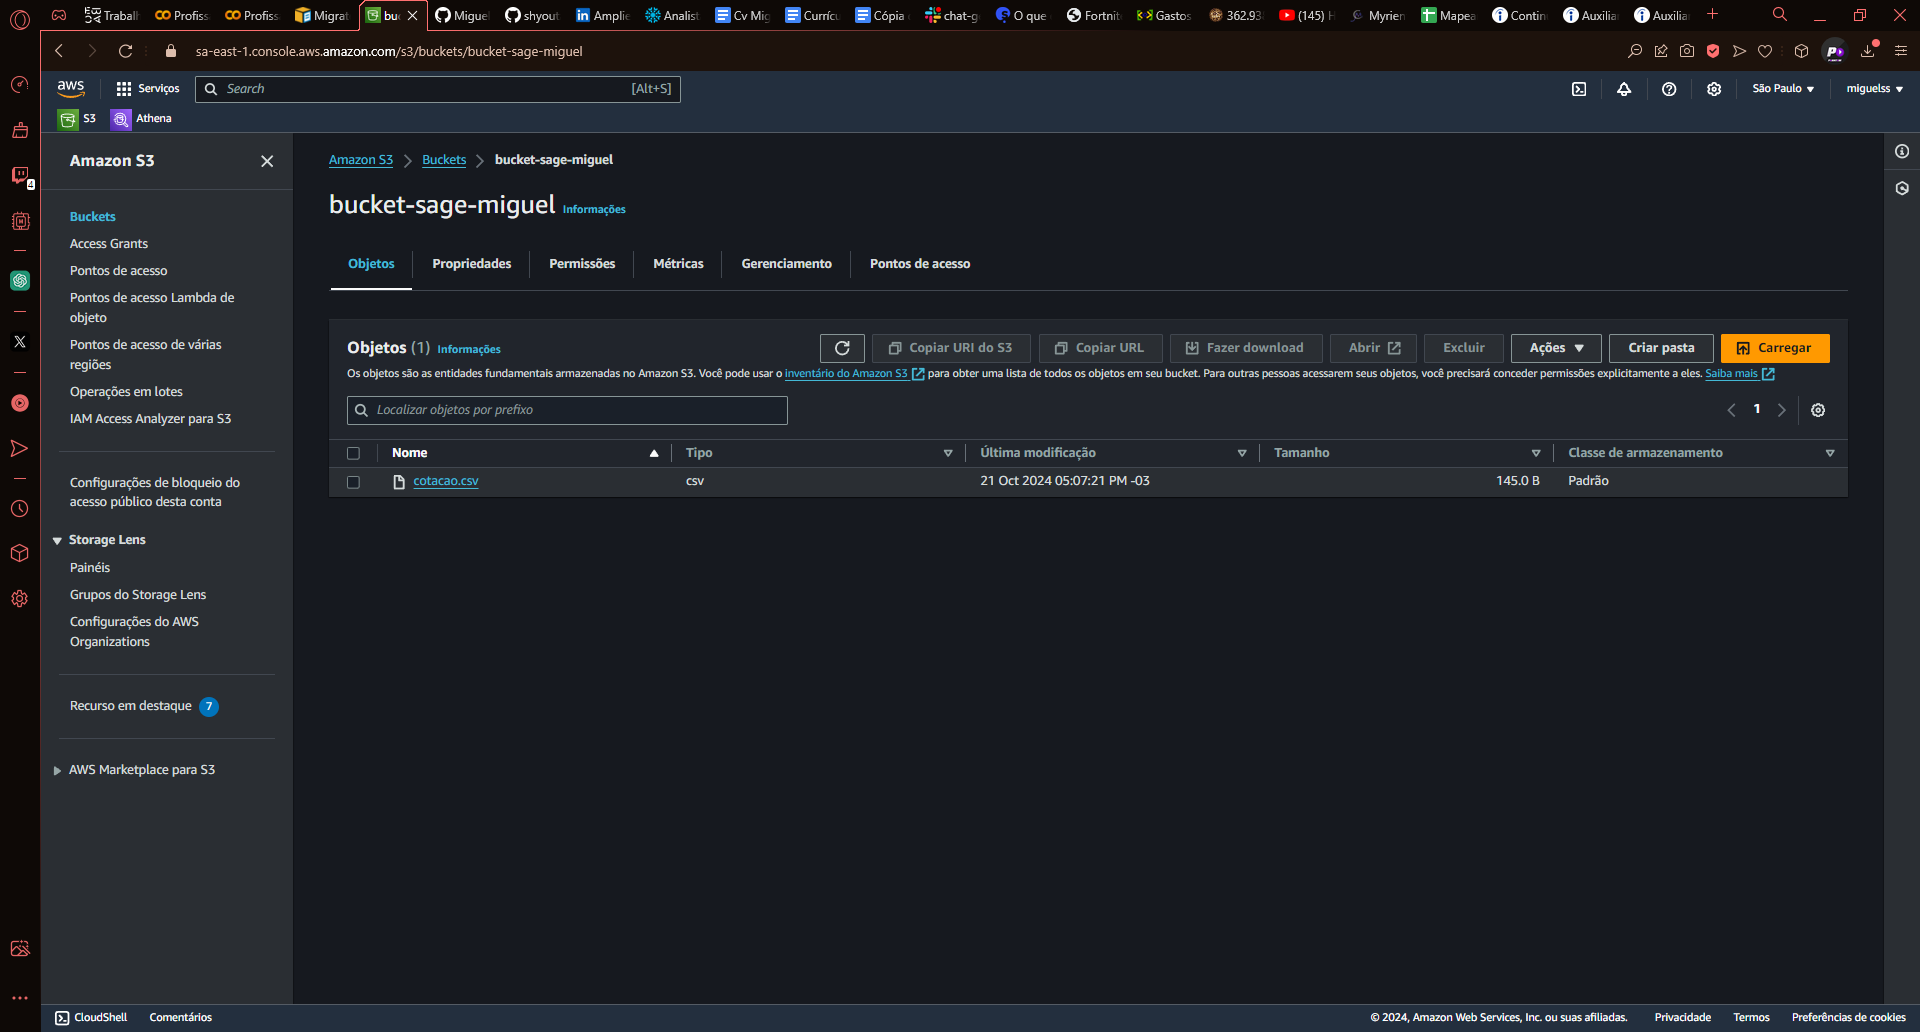 Traball
Profiss
Profiss
Migrat
buc
Miguel
shyout
Amplie
Analist
Cv Mig
Currícu
Cópia
chat-g
O que
Fortnit
Gastos
362.93
(145) H
Myrien
Mapea
Contin
Auxilia
Auxilia
sa-east-1.console.aws.amazon.com/s3/buckets/bucket-sage-miguel
aws
Serviços
Search
[Alt+S]
São Paulo
miguelss
S3
Athena
4
Amazon S3
Buckets
Access Grants
Pontos de acesso
Pontos de acesso Lambda de
objeto
Pontos de acesso de várias
regiões
Operações em lotes
IAM Access Analyzer para S3
Configurações de bloqueio do
acesso público desta conta
Storage Lens
Painéis
Grupos do Storage Lens
Configurações do AWS
Organizations
Recurso em destaque 7
AWS Marketplace para S3
Amazon S3 Buckets bucket-sage-miguel
bucket-sage-miguel Informações
Objetos Propriedades Permissões Métricas Gerenciamento Pontos de acesso
Objetos (1) Informações
Copiar URI do S3 Copiar URL Fazer download Abrir Excluir Ações Criar pasta Carregar
Os objetos são as entidades fundamentais armazenadas no Amazon S3. Você pode usar o inventário do Amazon S3 para obter uma lista de todos os objetos em seu bucket. Para outras pessoas acessarem seus objetos, você precisará conceder permissões explicitamente a eles. Saiba mais
Localizar objetos por prefixo
1
Nome Tipo Última modificação Tamanho Classe de armazenamento
cotacao.csv csv 21 Oct 2024 05:07:21 PM -03 145.0 B Padrão
CloudShell Comentários
© 2024, Amazon Web Services, Inc. ou suas afiliadas. Privacidade Termos Preferências de cookies